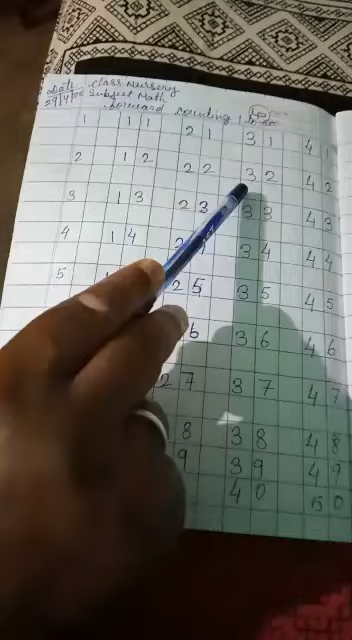 Date Class Nursery
29/4/20 Subject Math
Forward counting 1 to 50
1 11 21 31 41
2 12 22 32 42
3 13 23 33 43
4 14 2 34 44
5 25 35 45
6 36 46
27 37 47
8 38 48
9 39 49
40 50